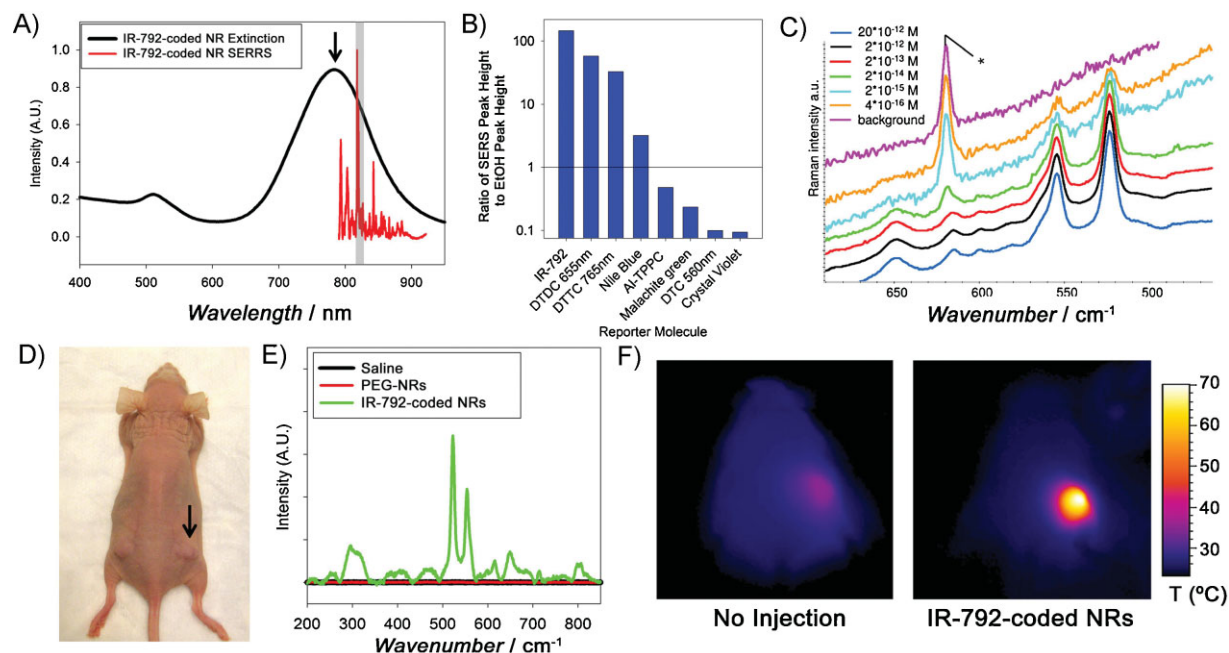 A)
IR-792-coded NR Extinction
IR-792-coded NR SERRS
Intensity (A.U.)
1.0
0.8
0.6
0.4
0.2
0.0
400 500 600 700 800 900
Wavelength / nm
B)
Ratio of SERS Peak Height
to EtOH Peak Height
100
10
1
0.1
IR-792
DTDC 655nm
DTTC 765nm
Nile Blue
Al-TPPC
Malachite green
DTC 560nm
Crystal Violet
Reporter Molecule
C)
20*10-12 M
2*10-12 M
2*10-13 M
2*10-14 M
2*10-15 M
4*10-16 M
background
*
Raman intensity a.u.
650 600 550 500
Wavenumber / cm-1
D)
E)
Saline
PEG-NRs
IR-792-coded NRs
Intensity (A.U.)
200 300 400 500 600 700 800
Wavenumber / cm-1
F)
No Injection
IR-792-coded NRs
70
60
50
40
30
T (ºC)